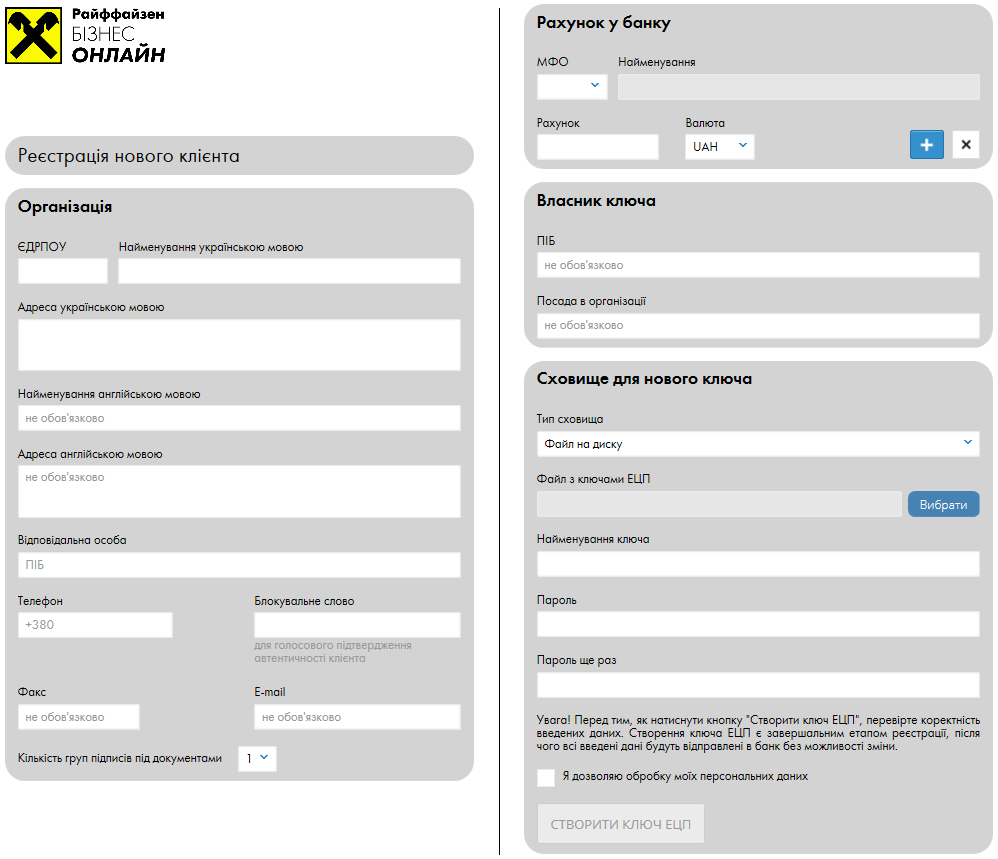 Райффайзен
БІЗНЕС
ОНЛАЙН
Реєстрація нового клієнта
Організація
ЄДРПОУ
Найменування українською мовою
Адреса українською мовою
Найменування англійською мовою
не обов'язково
Адреса англійською мовою
не обов'язково
Відповідальна особа
ПІБ
Телефон
Блокувальне слово
+380
для голосового підтвердження
автентичності клієнта
Факс
E-mail
не обов'язково
не обов'язково
Кількість груп підписів під документами
1
Рахунок у банку
МФО
Найменування
Рахунок
Валюта
UAH
Власник ключа
ПІБ
не обов'язково
Посада в організації
не обов'язково
Сховище для нового ключа
Тип сховища
Файл на диску
Файл з ключами ЕЦП
Вибрати
Найменування ключа
Пароль
Пароль ще раз
Увага! Перед тим, як натиснути кнопку "Створити ключ ЕЦП", перевірте коректність
введених даних. Створення ключа ЕЦП є завершальним етапом реєстрації, після
чого всі введені дані будуть відправлені в банк без можливості зміни.
Я дозволяю обробку моїх персональних даних
СТВОРИТИ КЛЮЧ ЕЦП